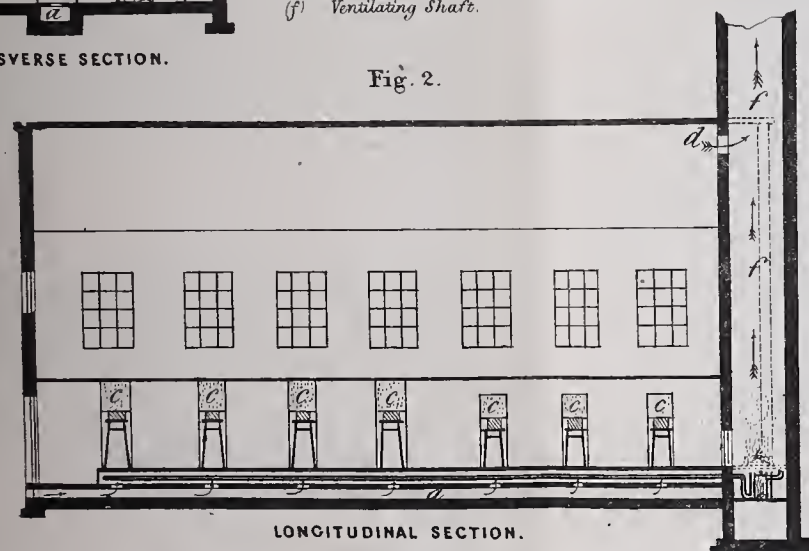 (f) Ventilating Shaft.
a
SVERSE SECTION.
Fig. 2.
f
d
f
c c c c c c c
a
LONGITUDINAL SECTION.